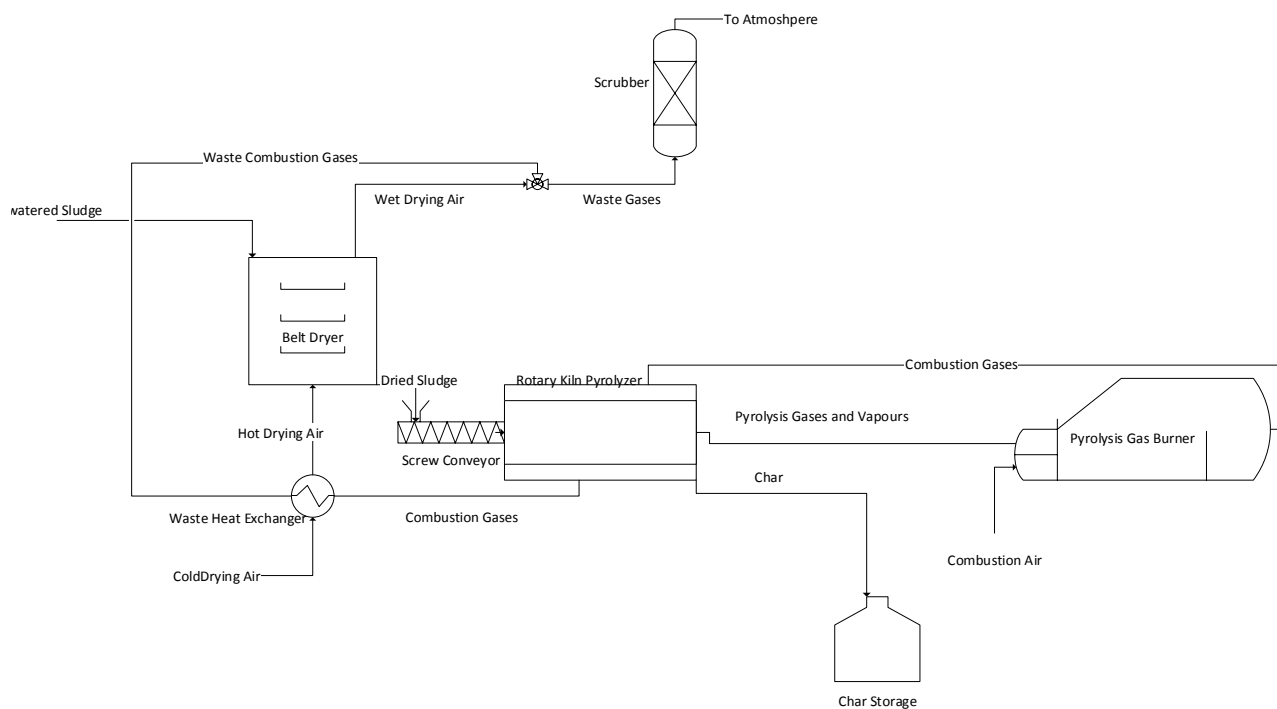 To Atmoshpere
Scrubber
Waste Combustion Gases
Wet Drying Air
Waste Gases
watered Sludge
Belt Dryer
Combustion Gases
Dried Sludge
Rotary Kiln Pyrolyzer
Pyrolysis Gases and Vapours
Hot Drying Air
Pyrolysis Gas Burner
Screw Conveyor
Char
Waste Heat Exchanger
Combustion Gases
Combustion Air
ColdDrying Air
Char Storage